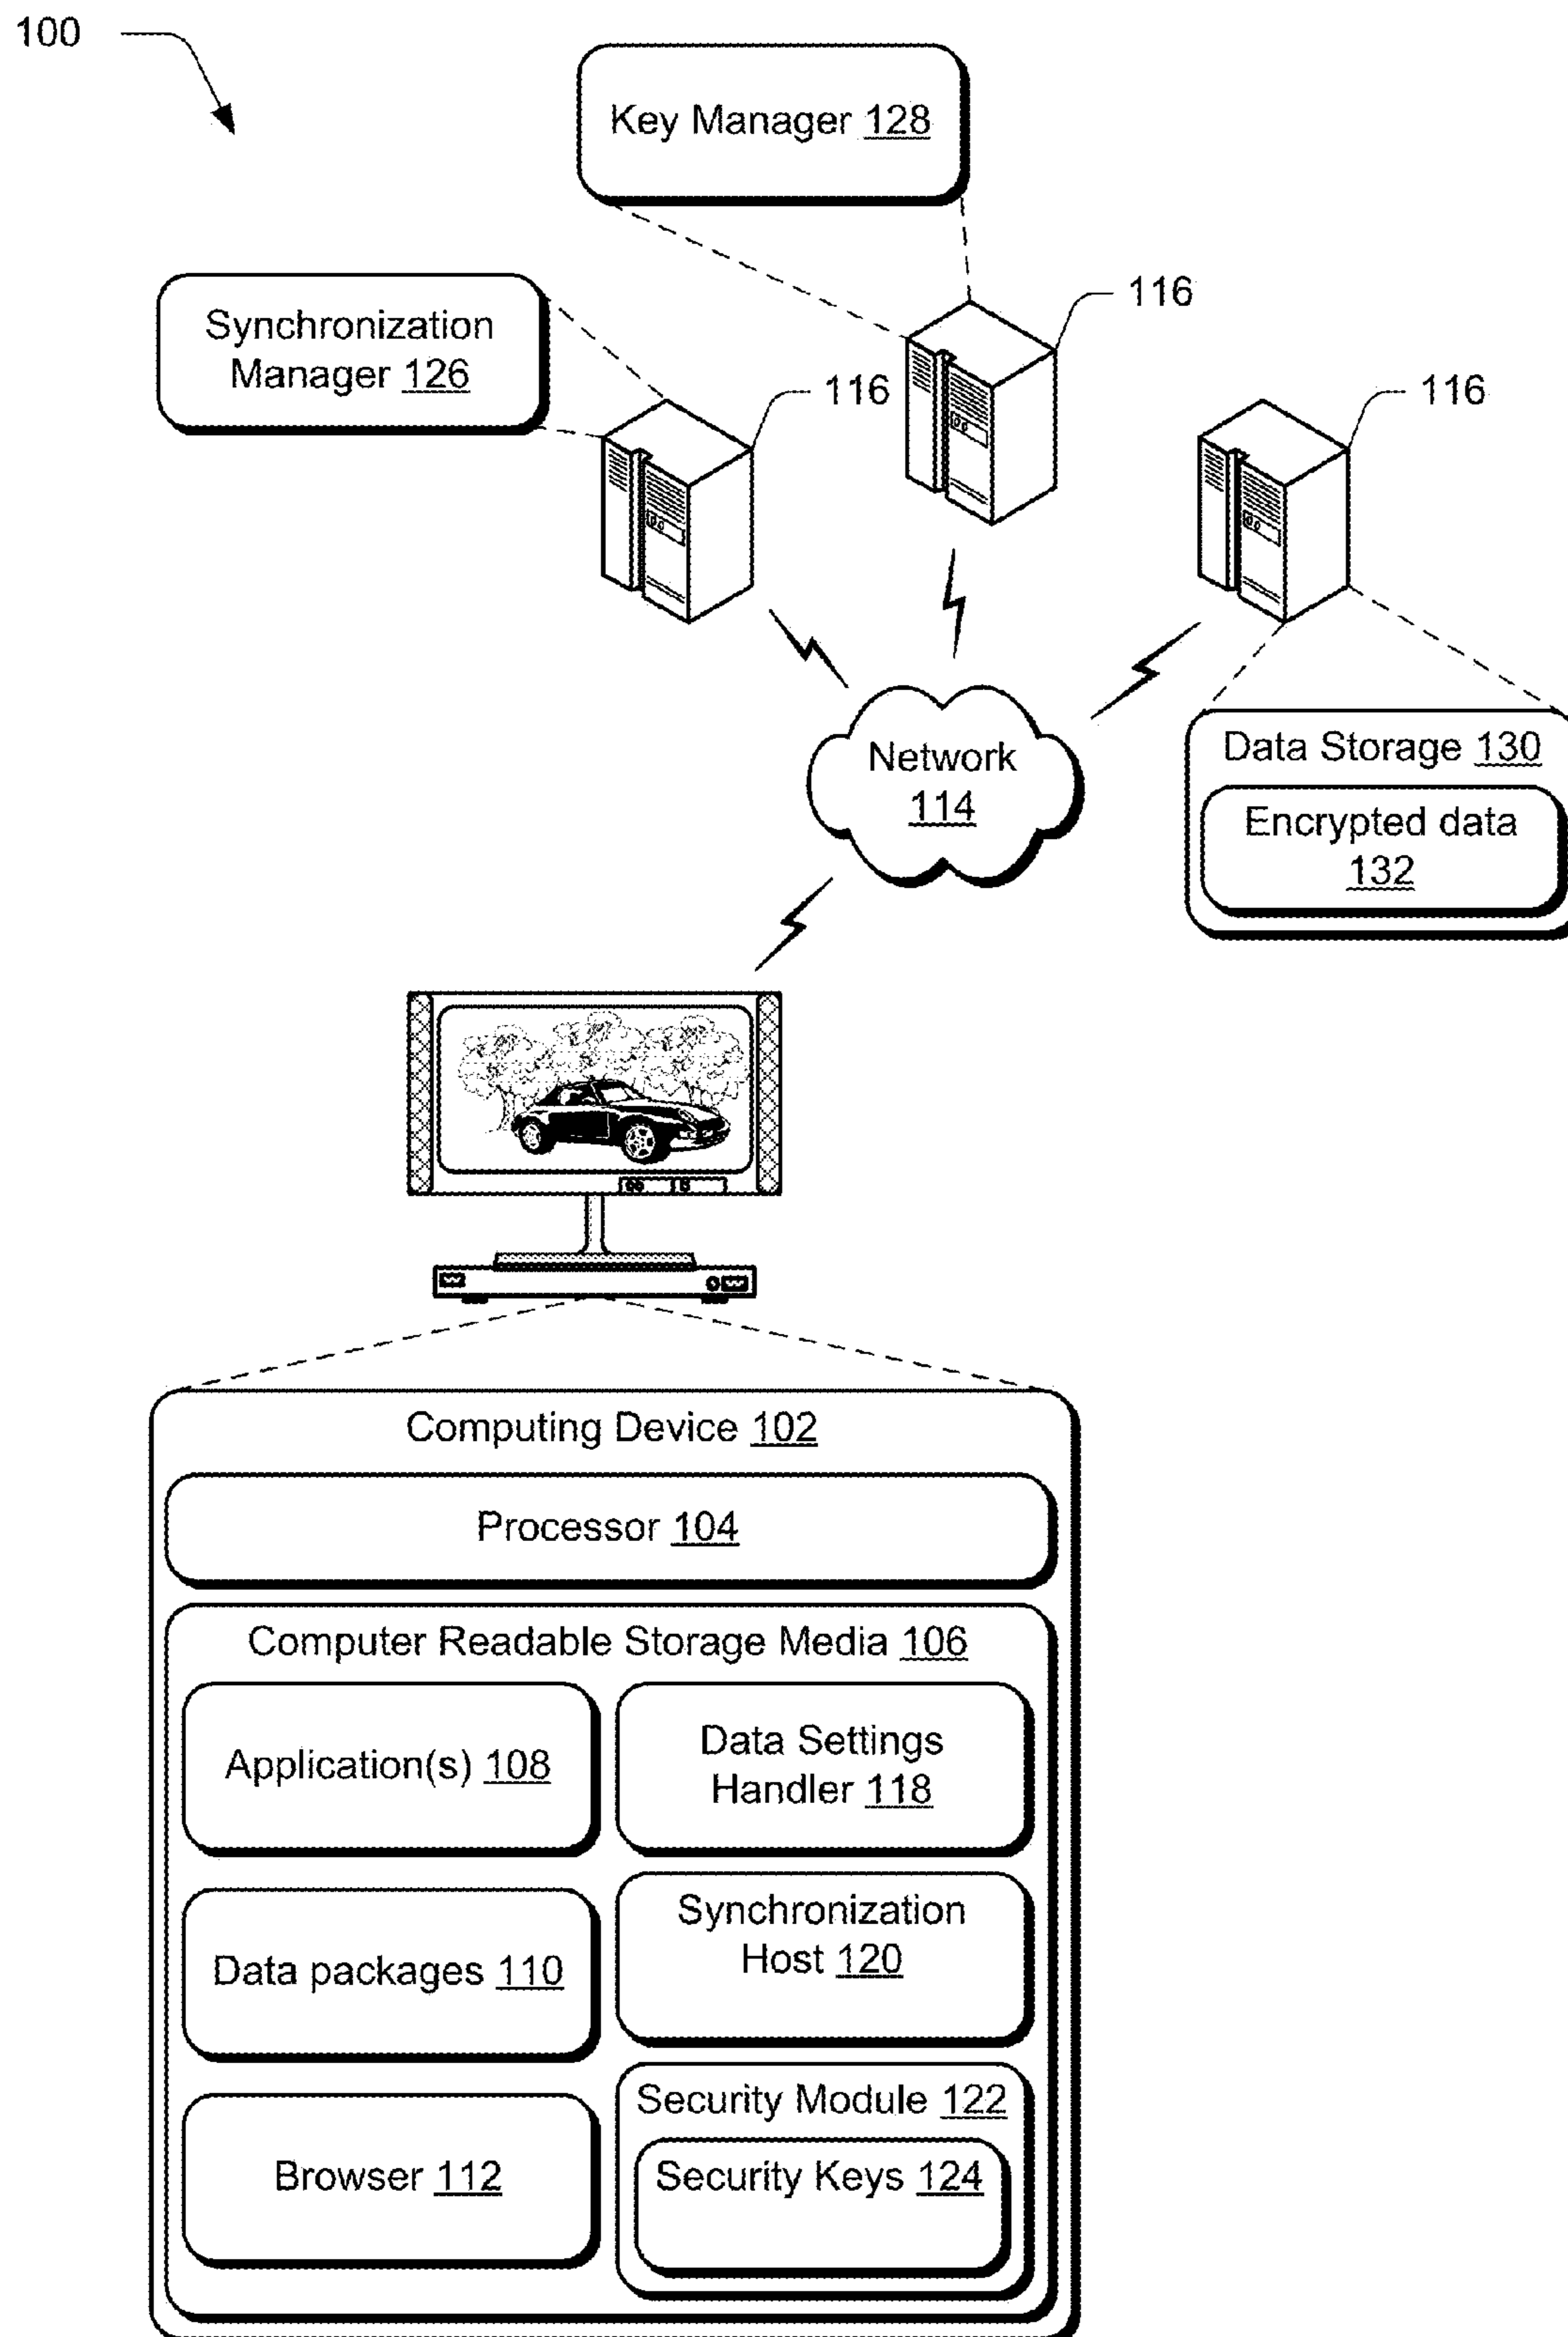 100
Key Manager 128
116
Synchronization
Manager 126
116
116
Network
114
Data Storage 130
Encrypted data
132
Computing Device 102
Processor 104
Computer Readable Storage Media 106
Application(s) 108
Data Settings
Handler 118
Data packages 110
Synchronization
Host 120
Browser 112
Security Module 122
Security Keys 124